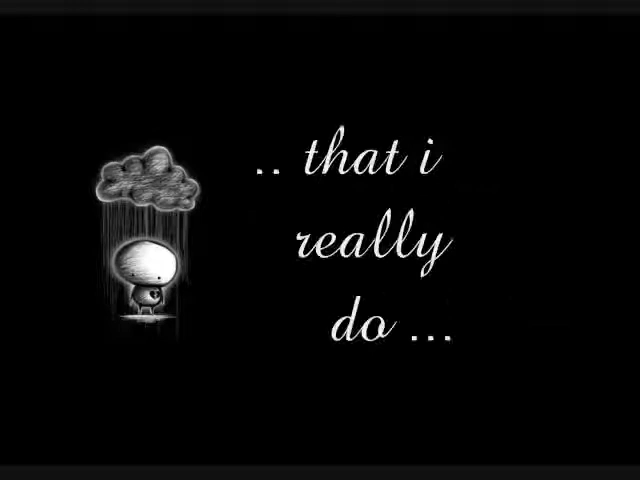 .. that i
really
do ...